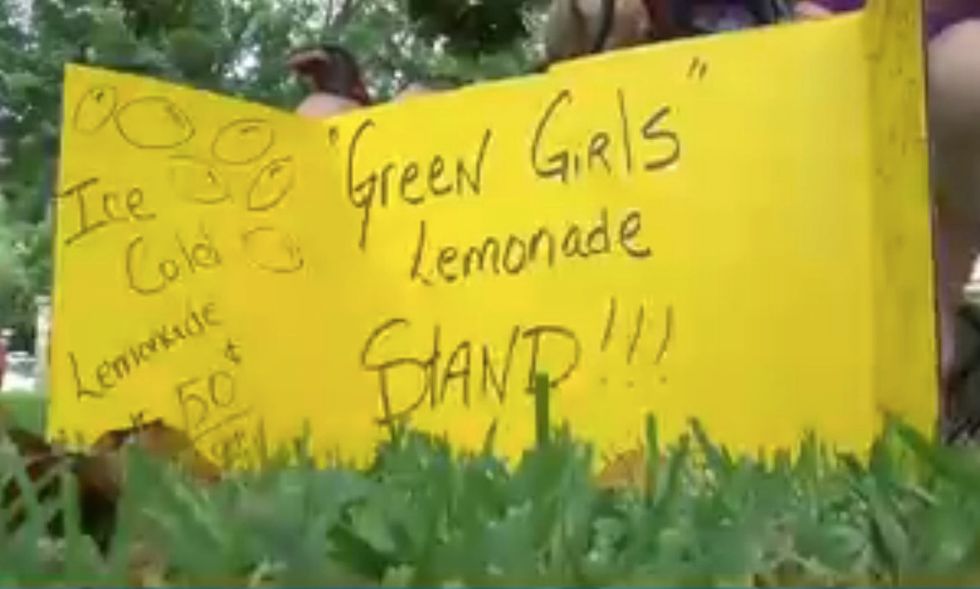 Ice
Cold
Lemonade
50¢
"GreeN GiRlS"
Lemonade
StAND!!!